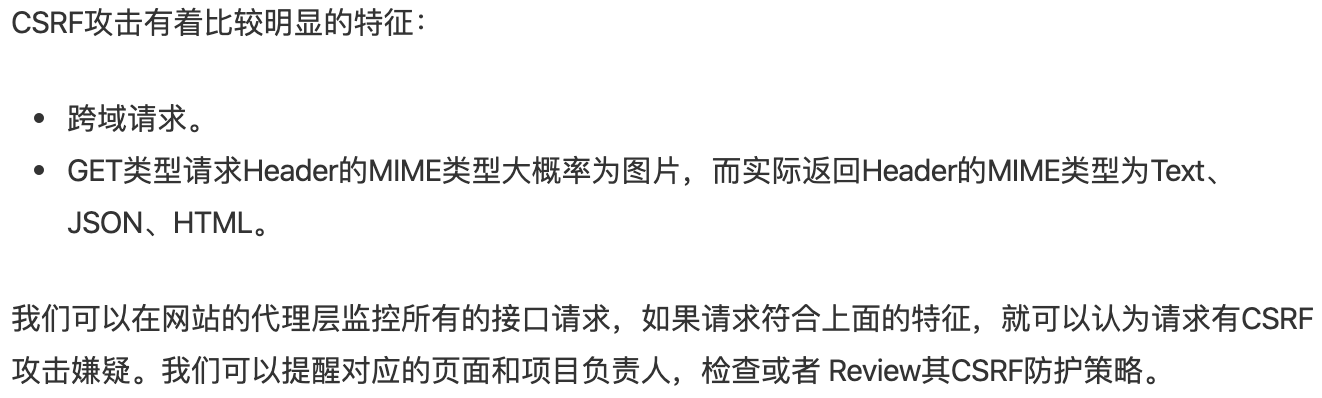 CSRF攻击有着比较明显的特征：
• 跨域请求。
• GET类型请求Header的MIME类型大概率为图片，而实际返回Header的MIME类型为Text、
JSON、HTML。
我们可以在网站的代理层监控所有的接口请求，如果请求符合上面的特征，就可以认为请求有CSRF
攻击嫌疑。我们可以提醒对应的页面和项目负责人，检查或者 Review其CSRF防护策略。